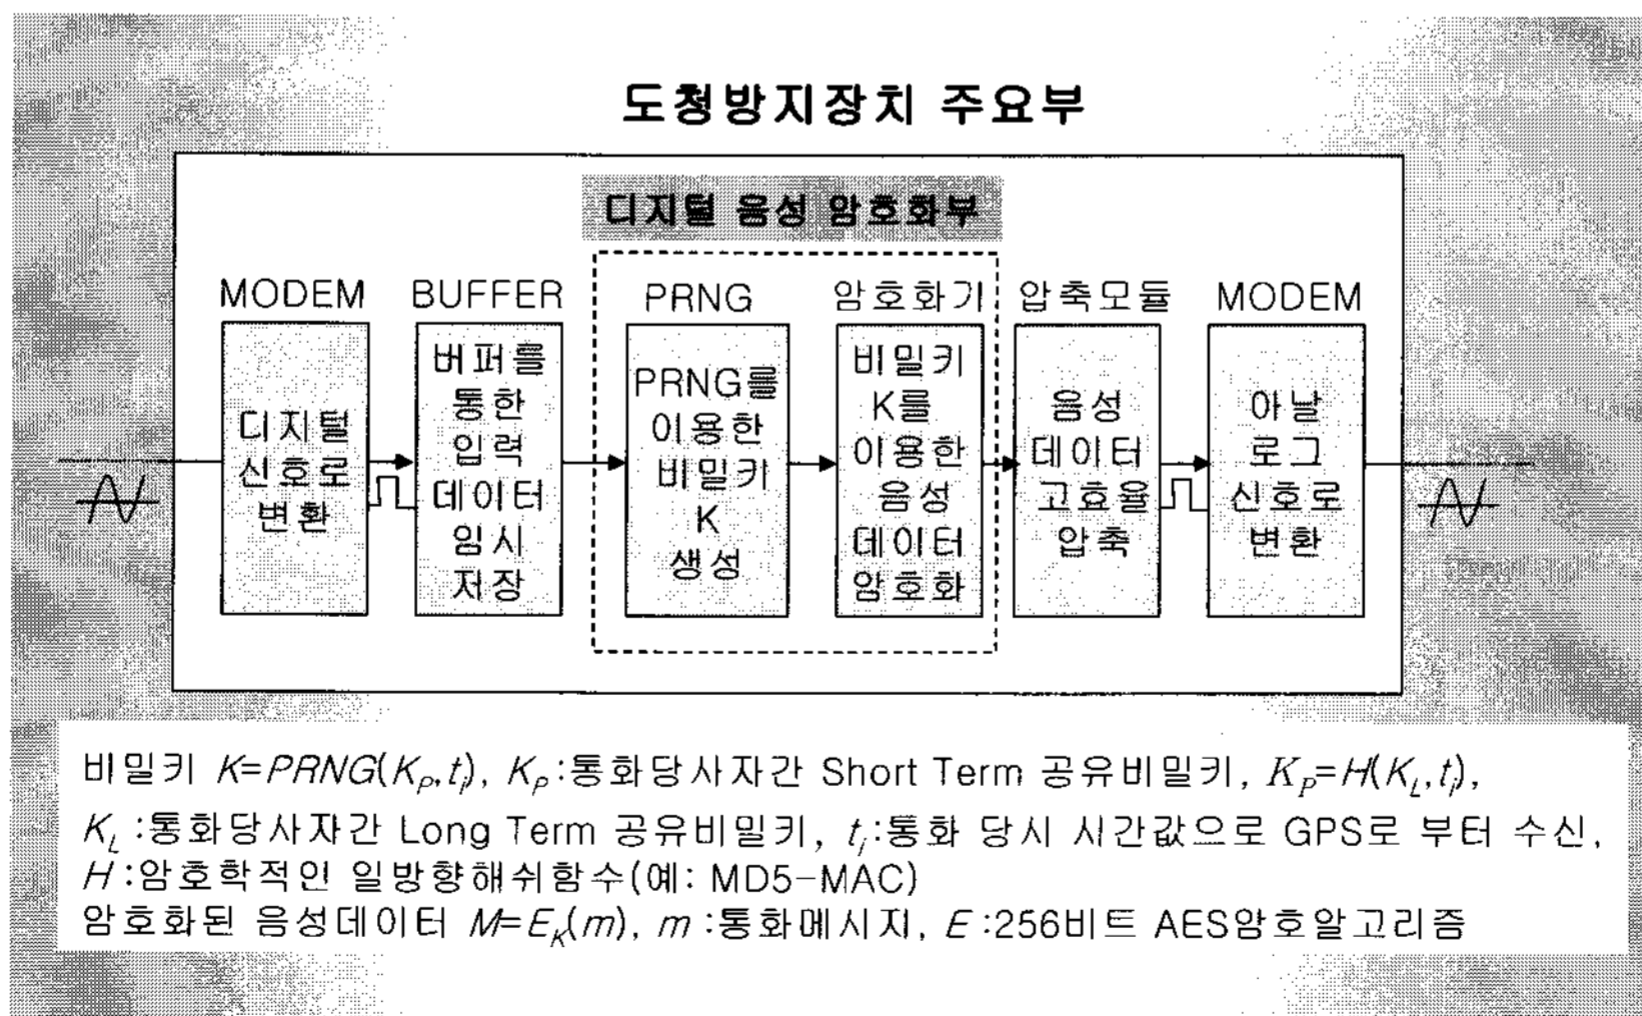 도청방지장치 주요부
디지털 음성 암호화부
MODEM
디지털
신호로
변환
BUFFER
버퍼를
통한
입력
데이터
임시
저장
PRNG
PRNG를
이용한
비밀키
K
생성
암호화기
비밀키
K를
이용한
음성
데이터
암호화
압축모듈
음성
데이터
고효율
압축
MODEM
아날
로그
신호로
변환
비밀키 K=PRNG(K_P,t_i), K_P:통화당사자간 Short Term 공유비밀키, K_P=H(K_L,t_i),
K_L:통화당사자간 Long Term 공유비밀키, t_i:통화 당시 시간값으로 GPS로 부터 수신,
H:암호학적인 일방향해쉬함수(예: MD5-MAC)
암호화된 음성데이터 M=E_K(m), m:통화메시지, E:256비트 AES암호알고리즘